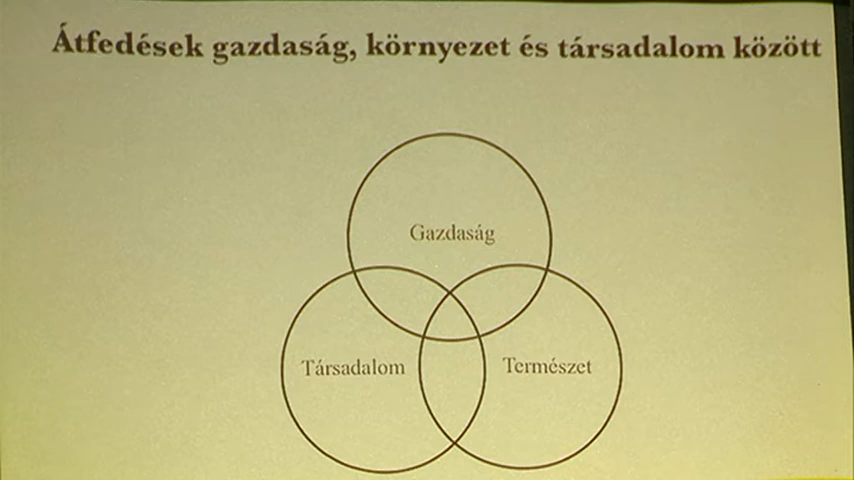 Átfedések gazdaság, környezet és társadalom között
Gazdaság
Társadalom
Természet